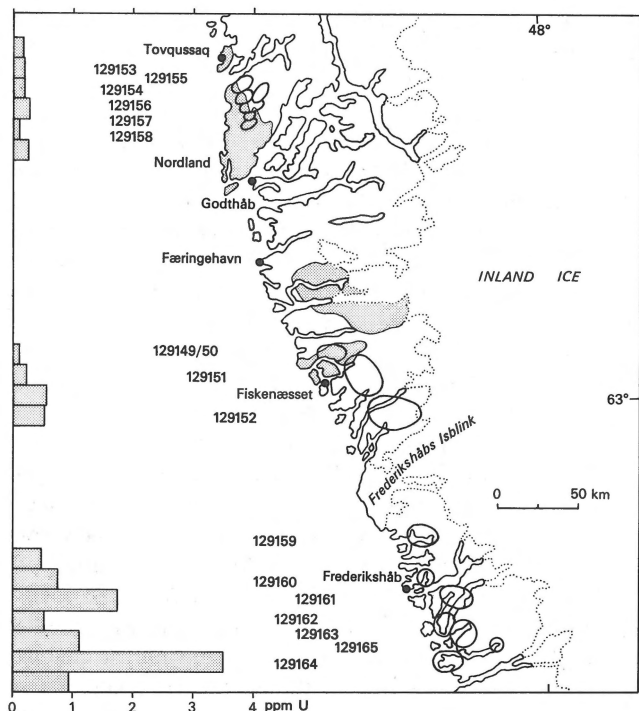 48°
Tovqussaq
129153
129155
129154
129156
129157
129158
Nordland
Godthåb
Færingehavn
INLAND ICE
129149/50
129151
Fiskenæsset
63°
129152
Frederikshåbs Isblink
0 50 km
129159
Frederikshåb
129160
129161
129162
129163
129165
129164
0 1 2 3 4 ppm U